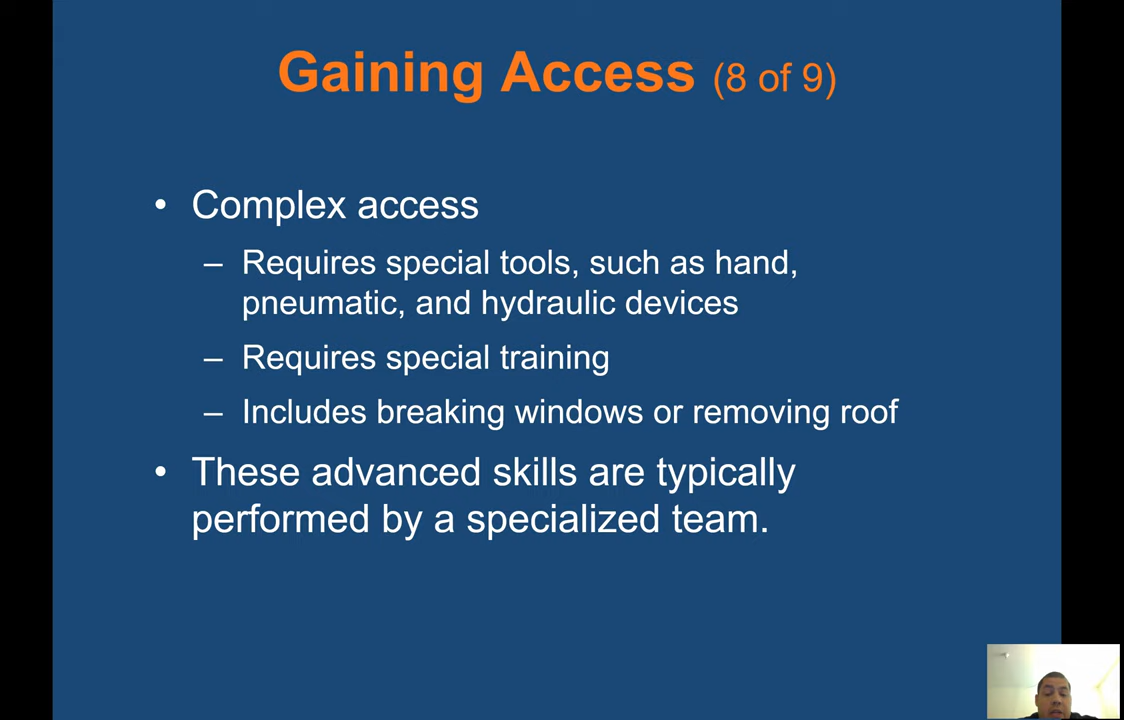 Gaining Access (8 of 9)
• Complex access
– Requires special tools, such as hand,
pneumatic, and hydraulic devices
– Requires special training
– Includes breaking windows or removing roof
• These advanced skills are typically
performed by a specialized team.